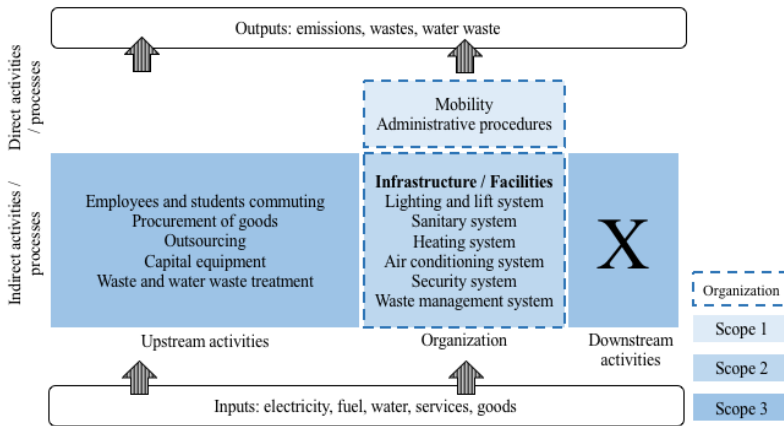 Outputs: emissions, wastes, water waste
Direct activities
/ processes
Mobility
Administrative procedures
Indirect activities /
processes
Employees and students commuting
Procurement of goods
Outsourcing
Capital equipment
Waste and water waste treatment
Infrastructure / Facilities
Lighting and lift system
Sanitary system
Heating system
Air conditioning system
Security system
Waste management system
X
Upstream activities
Organization
Downstream
activities
Organization
Scope 1
Scope 2
Scope 3
Inputs: electricity, fuel, water, services, goods